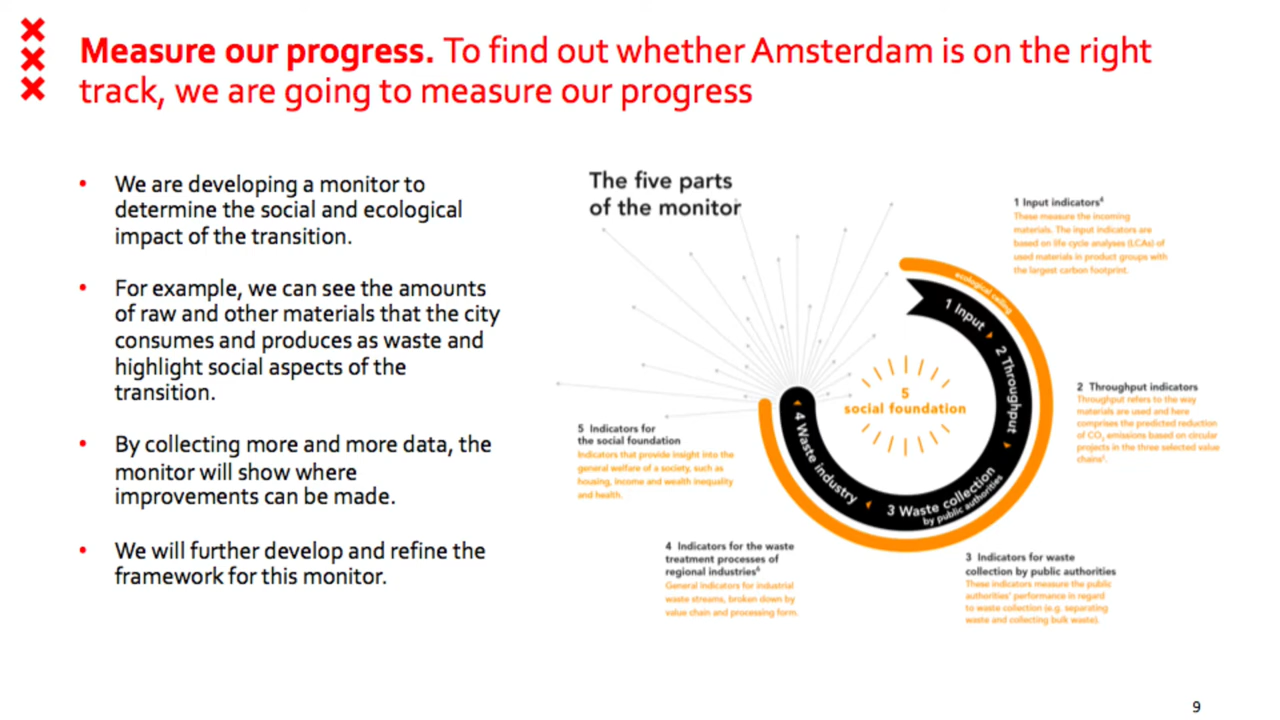 Measure our progress. To find out whether Amsterdam is on the right
track, we are going to measure our progress
• We are developing a monitor to
determine the social and ecological
impact of the transition.
• For example, we can see the amounts
of raw and other materials that the city
consumes and produces as waste and
highlight social aspects of the
transition.
• By collecting more and more data, the
monitor will show where
improvements can be made.
• We will further develop and refine the
framework for this monitor.
The five parts
of the monitor
1 Input indicators⁴
These measure the incoming
materials. The input indicators are
based on life cycle analyses (LCAs) of
used materials in product groups with
the largest carbon footprint.
ecological ceiling
1 Input
2 Throughput
3 Waste collection
by public authorities
4 Waste industry
5
social foundation
2 Throughput indicators
Throughput refers to the way
materials are used and here
comprises the predicted reduction
of CO₂ emissions based on circular
projects in the three selected value
chains⁵.
3 Indicators for waste
collection by public authorities
These indicators measure the public
authorities' performance in regard
to waste collection (e.g. separating
waste and collecting bulk waste).
4 Indicators for the waste
treatment processes of
regional industries⁶
General indicators for industrial
waste streams, broken down by
value chain and processing form.
5 Indicators for
the social foundation
Indicators that provide insight into the
general welfare of a society, such as
housing, income and wealth inequality
and health.
9